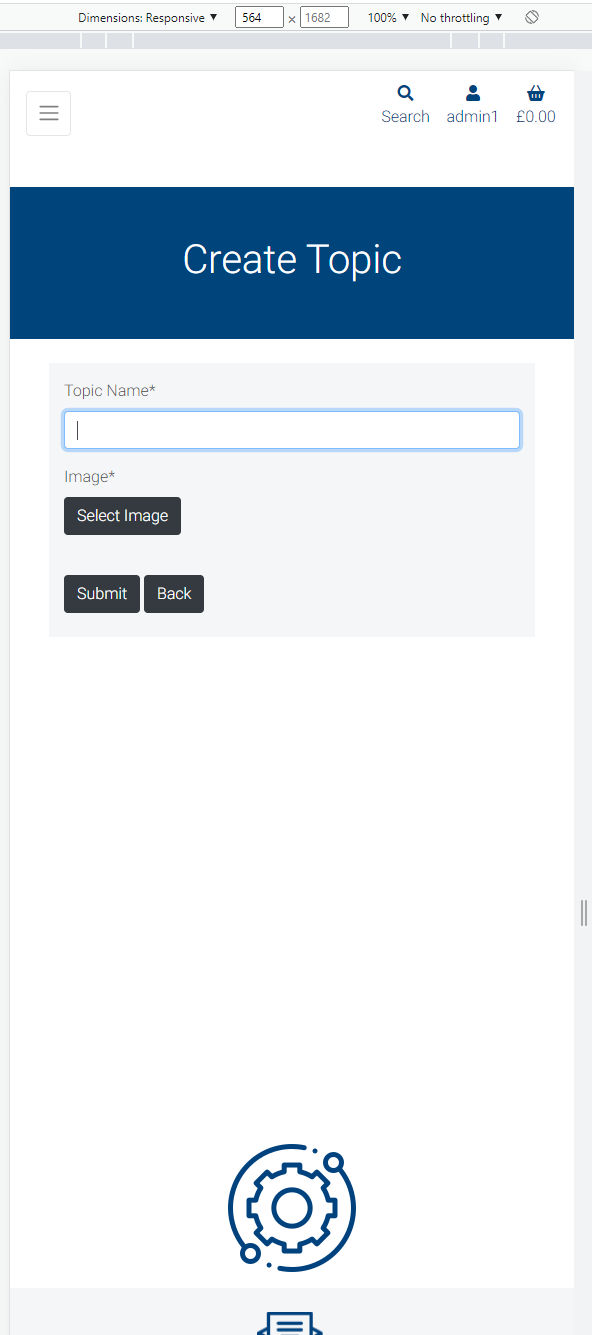 Dimensions: Responsive ▼ 564 × 1682 100% ▼ No throttling ▼
Search admin1 £0.00
Create Topic
Topic Name*
Image*
Select Image
Submit Back